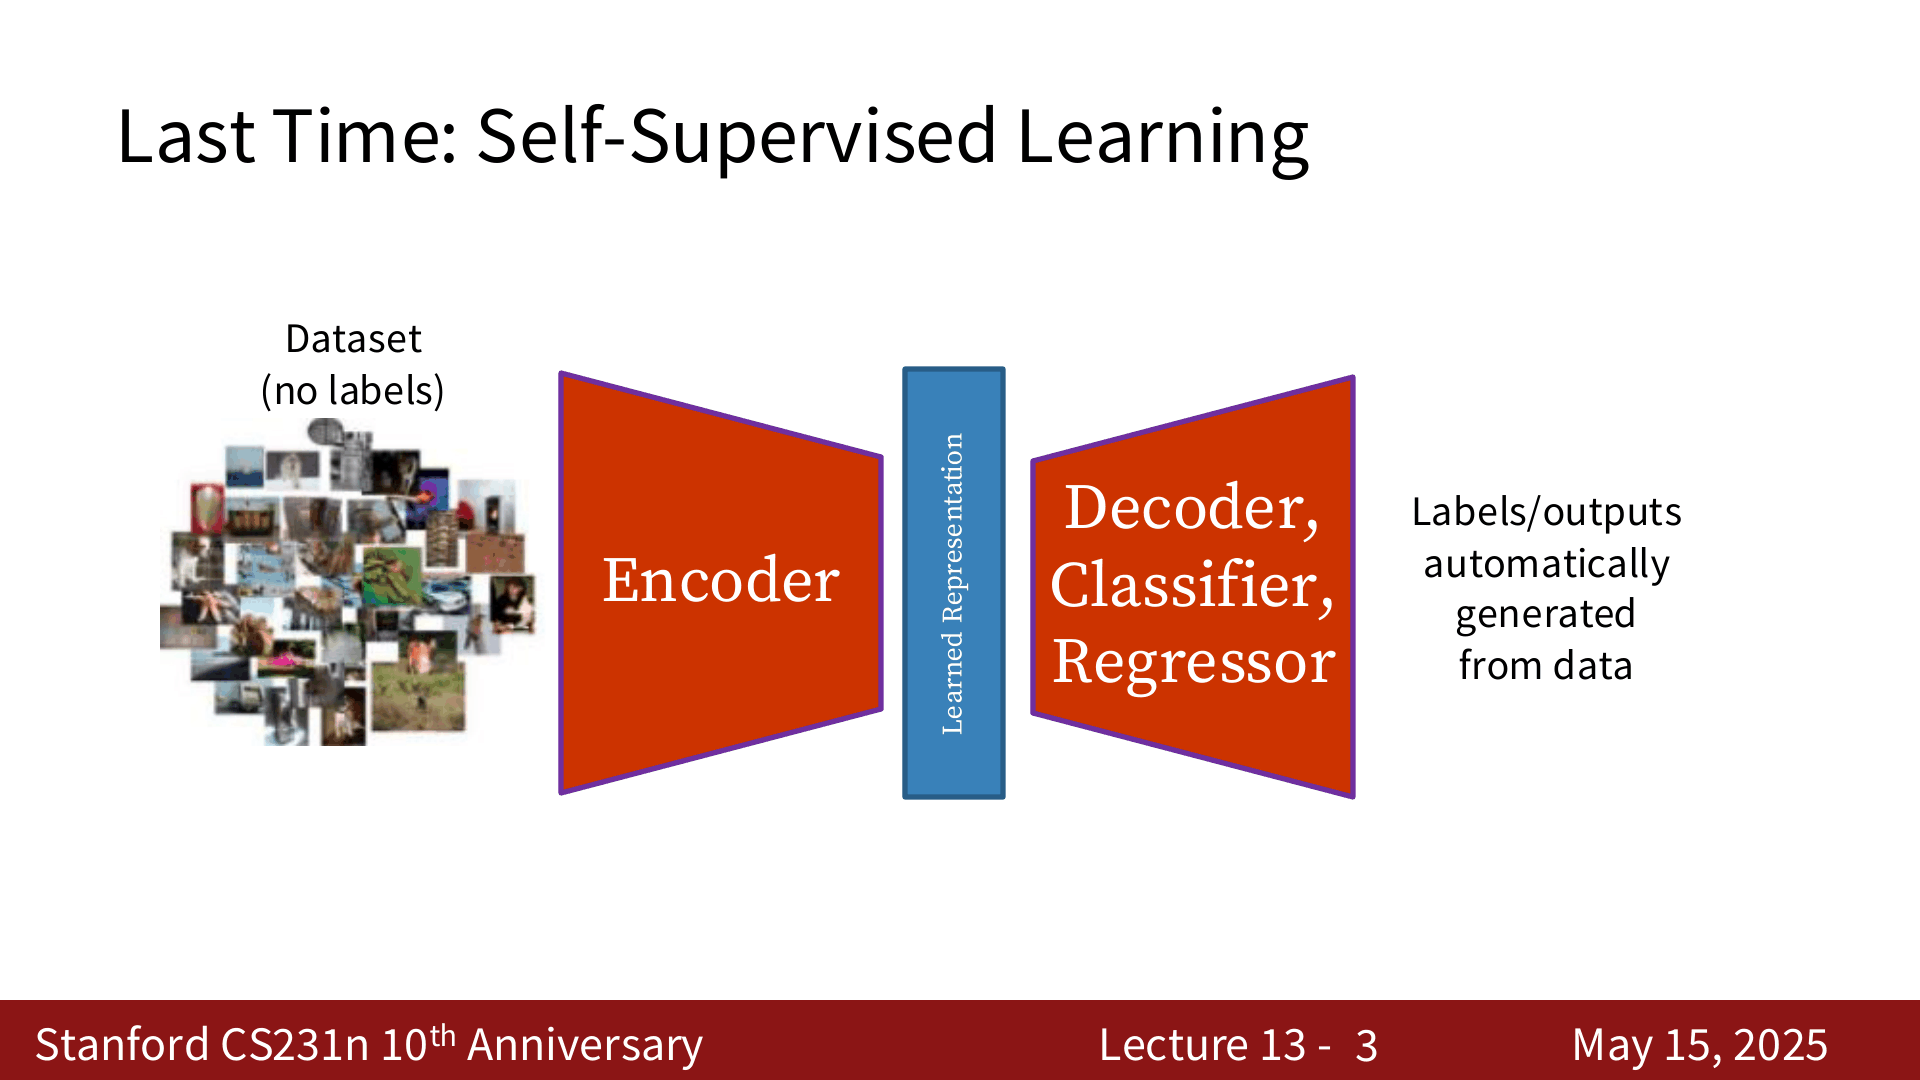 Last Time: Self-Supervised Learning
Dataset
(no labels)
Encoder
Learned Representation
Decoder,
Classifier,
Regressor
Labels/outputs
automatically
generated
from data
Stanford CS231n 10th Anniversary
Lecture 13 - 3
May 15, 2025